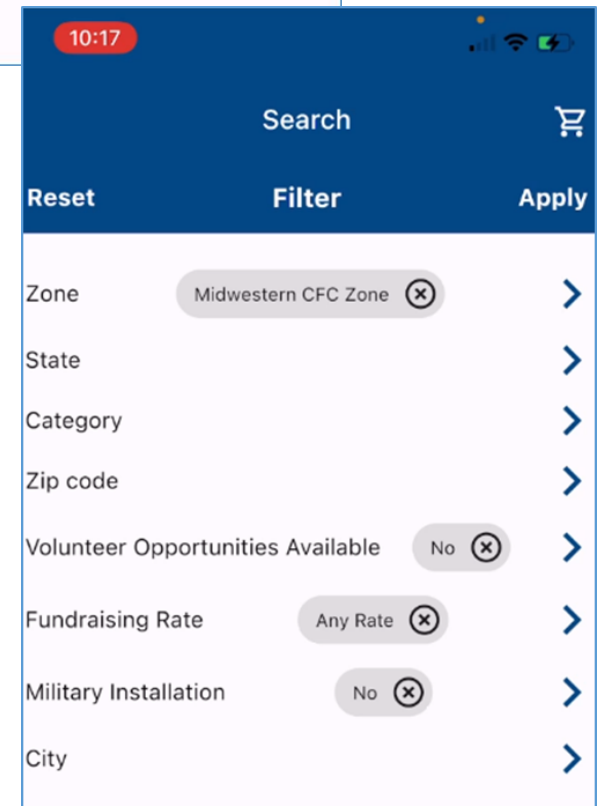 10:17
Search
Reset Filter Apply
Zone Midwestern CFC Zone
State
Category
Zip code
Volunteer Opportunities Available No
Fundraising Rate Any Rate
Military Installation No
City